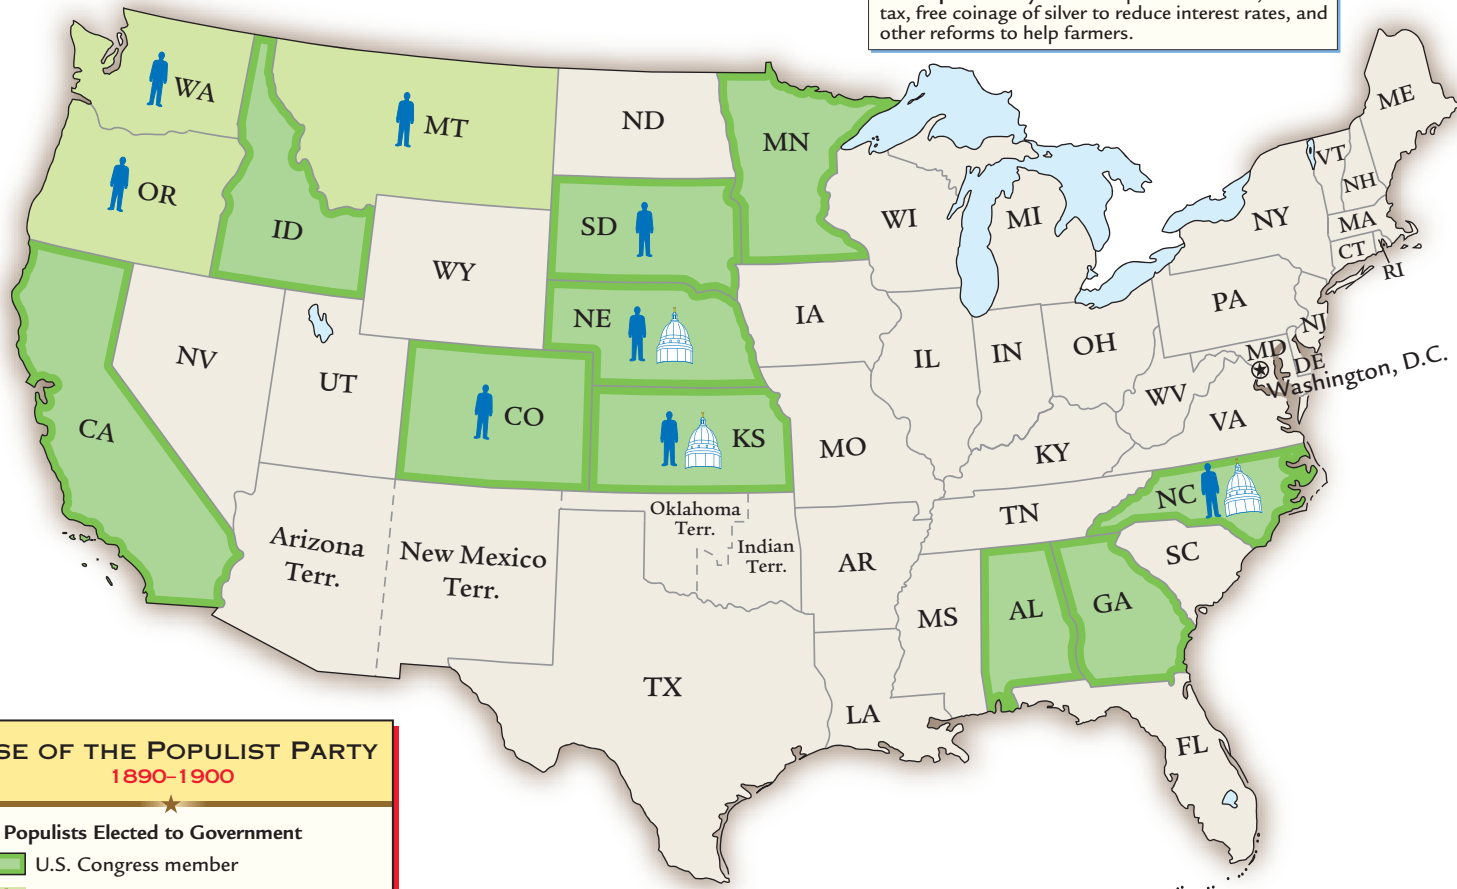 tax, free coinage of silver to reduce interest rates, and
other reforms to help farmers.
WA
MT
ND
MN
ME
OR
ID
SD
WI
MI
VT
NH
NY
MA
CT
RI
WY
NE
IA
PA
NJ
NV
UT
CO
KS
IL
IN
OH
MD
DE
Washington, D.C.
WV
VA
CA
MO
KY
NC
Arizona
Terr.
New Mexico
Terr.
Oklahoma
Terr.
Indian
Terr.
TN
SC
AR
MS
AL
GA
TX
LA
FL
SE OF THE POPULIST PARTY
1890–1900
Populists Elected to Government
U.S. Congress member